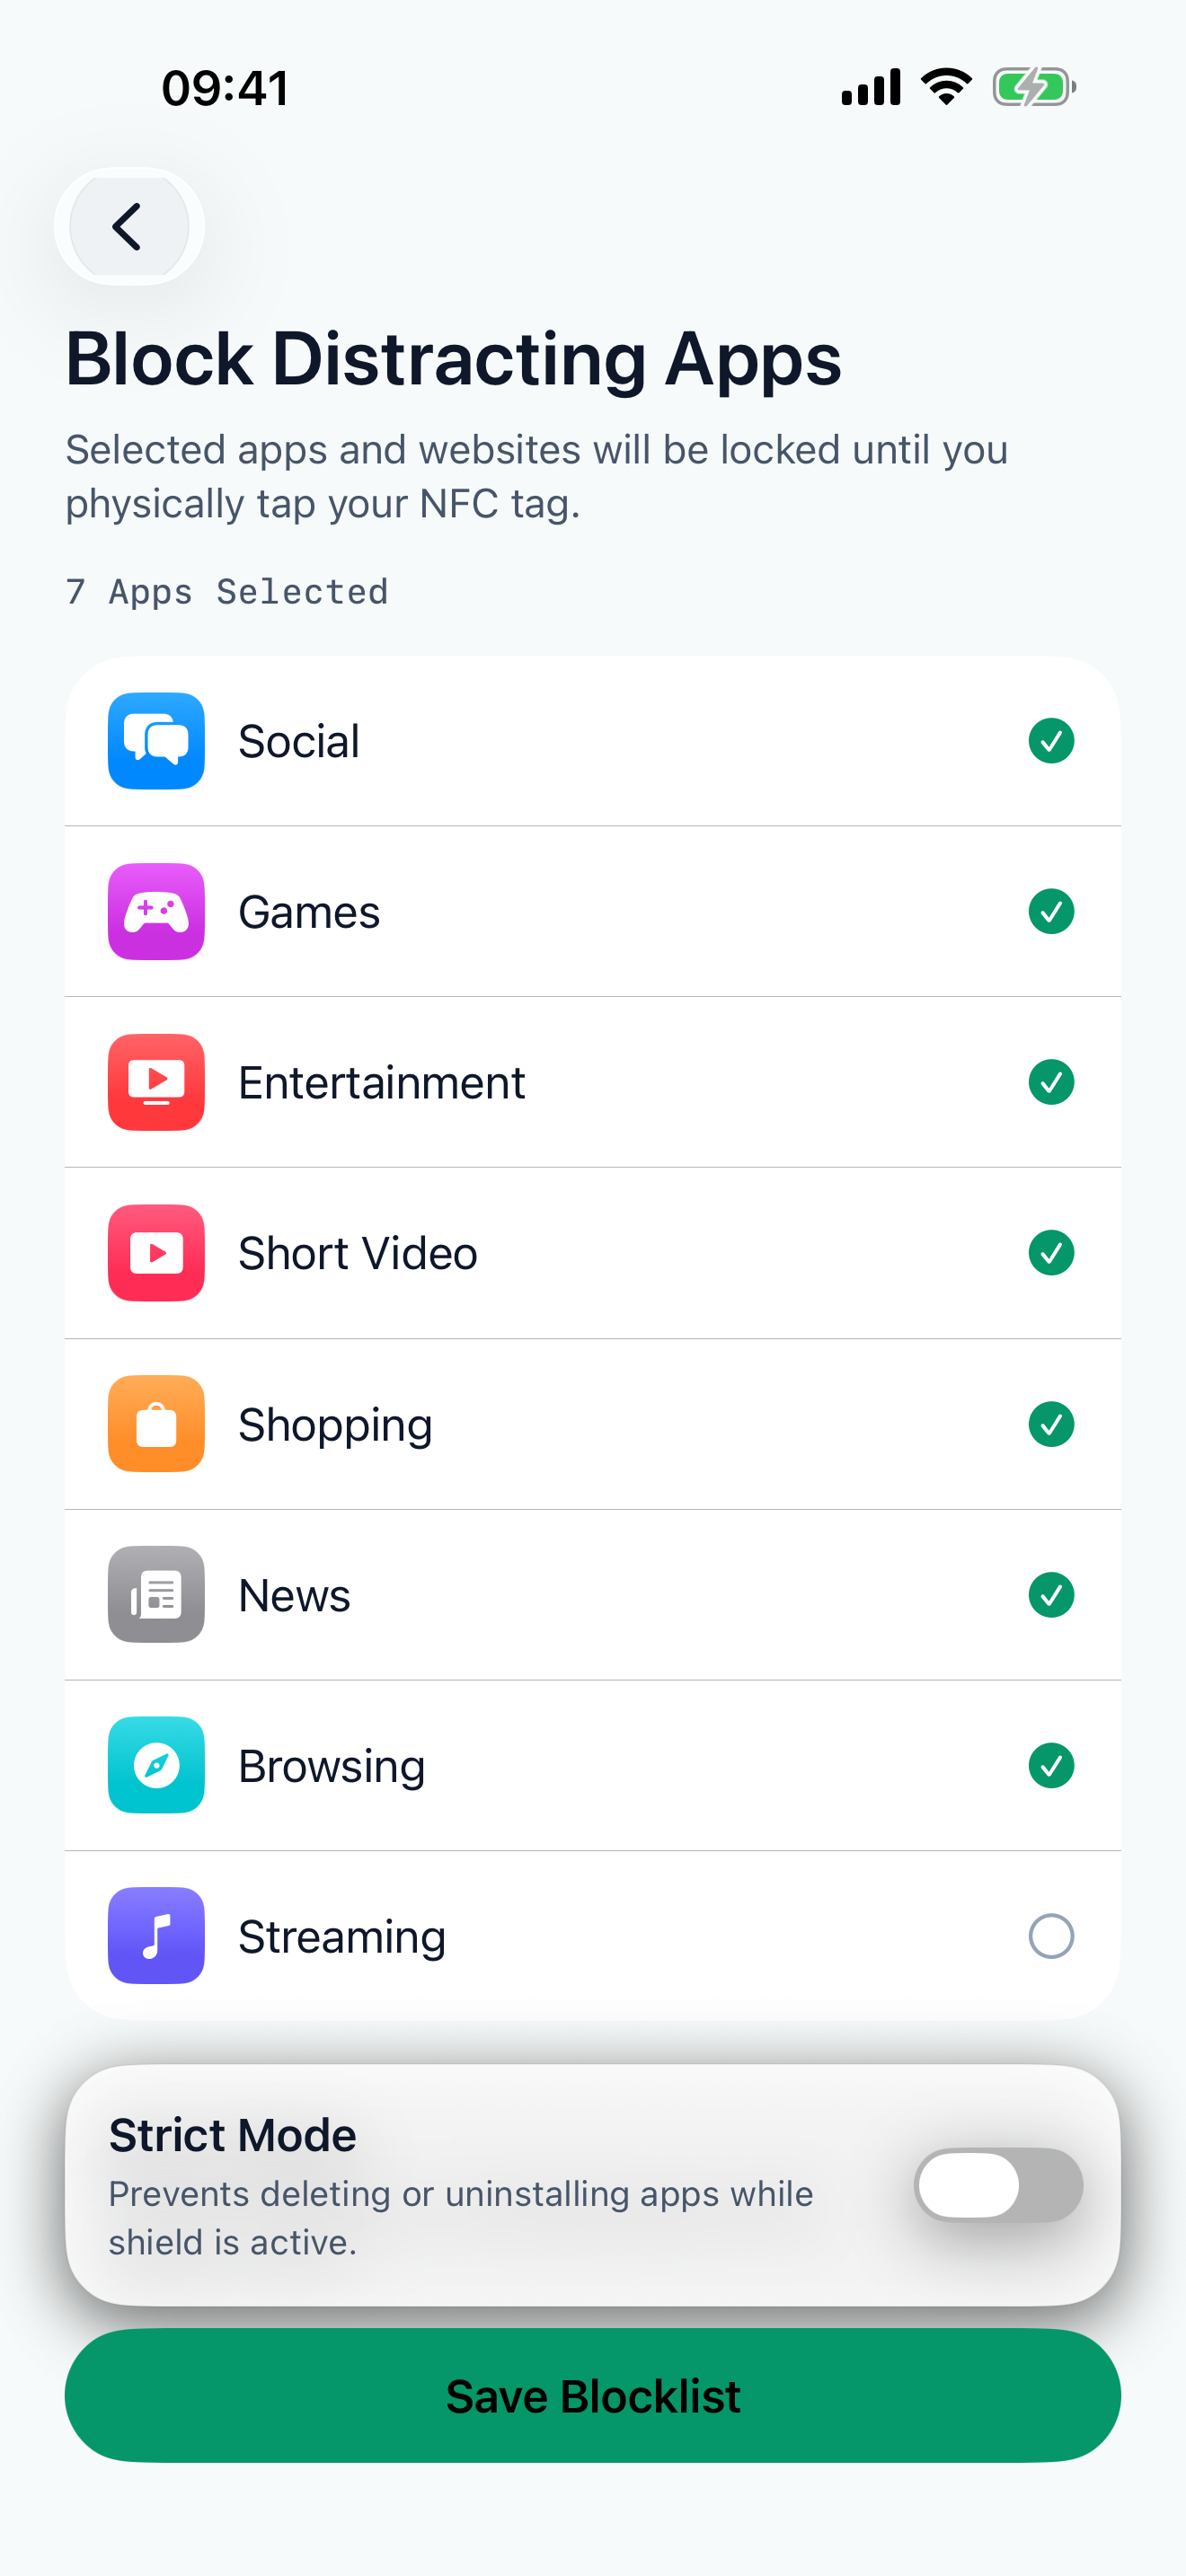 09:41
Block Distracting Apps
Selected apps and websites will be locked until you
physically tap your NFC tag.
7 Apps Selected
Social
Games
Entertainment
Short Video
Shopping
News
Browsing
Streaming
Strict Mode
Prevents deleting or uninstalling apps while
shield is active.
Save Blocklist